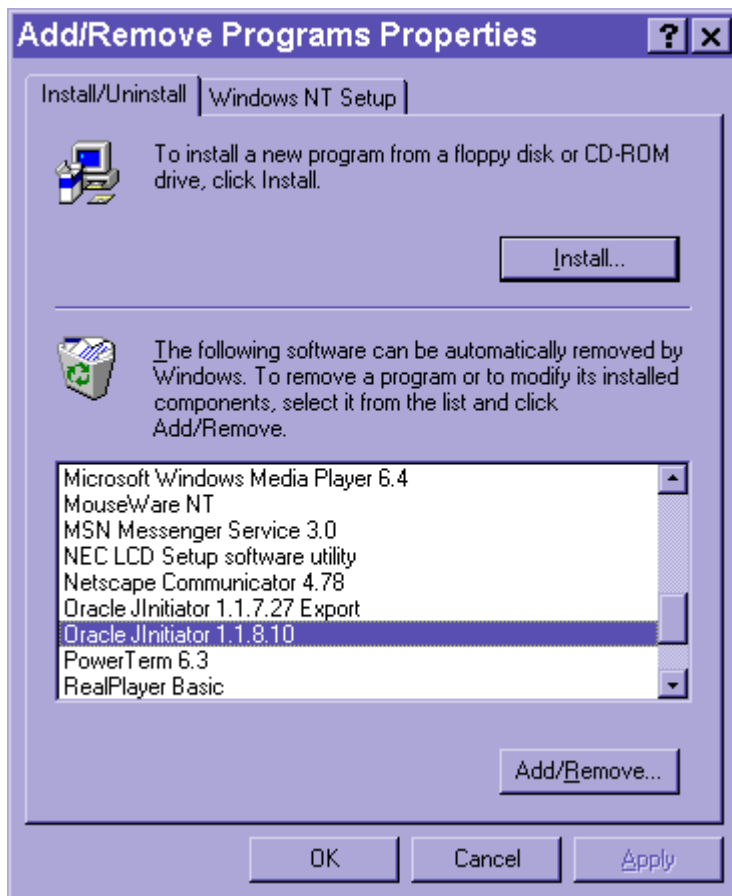 Add/Remove Programs Properties
? ×
Install/Uninstall
Windows NT Setup
To install a new program from a floppy disk or CD-ROM
drive, click Install.
Install...
The following software can be automatically removed by
Windows. To remove a program or to modify its installed
components, select it from the list and click
Add/Remove.
Microsoft Windows Media Player 6.4
MouseWare NT
MSN Messenger Service 3.0
NEC LCD Setup software utility
Netscape Communicator 4.78
Oracle JInitiator 1.1.7.27 Export
Oracle JInitiator 1.1.8.10
PowerTerm 6.3
RealPlayer Basic
Add/Remove...
OK
Cancel
Apply